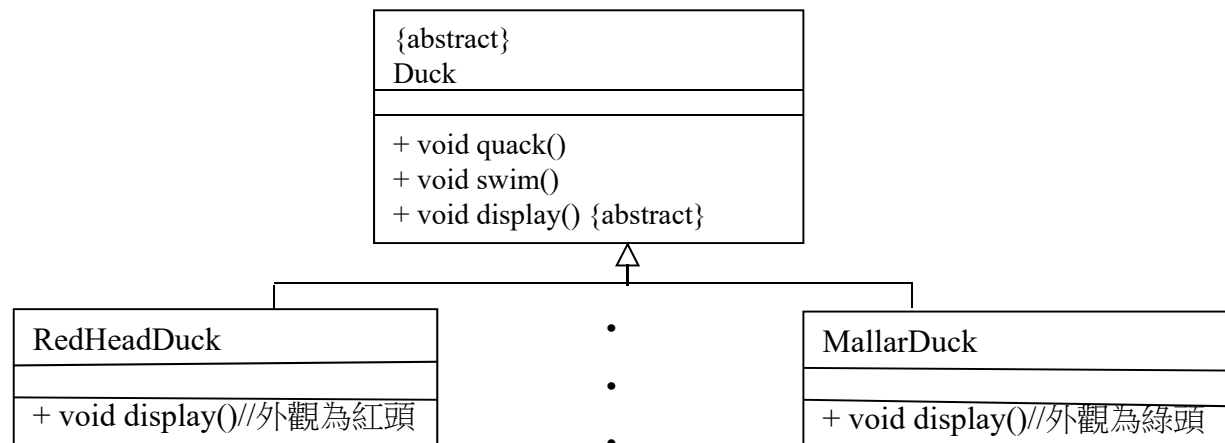 {abstract}
Duck
+ void quack()
+ void swim()
+ void display() {abstract}
RedHeadDuck
+ void display()//外觀為紅頭
MallarDuck
+ void display()//外觀為綠頭